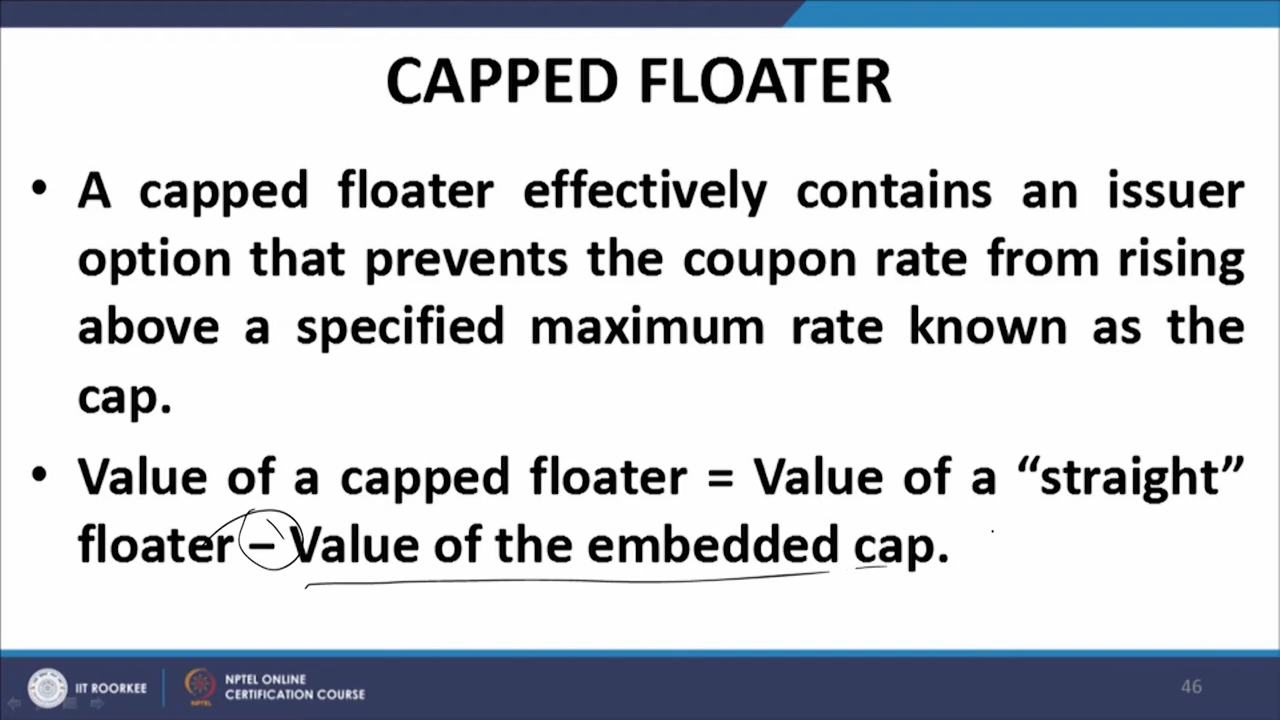 CAPPED FLOATER
• A capped floater effectively contains an issuer
option that prevents the coupon rate from rising
above a specified maximum rate known as the
cap.
• Value of a capped floater = Value of a “straight”
floater – Value of the embedded cap.
IIT ROORKEE
NPTEL
NPTEL ONLINE
CERTIFICATION COURSE
46